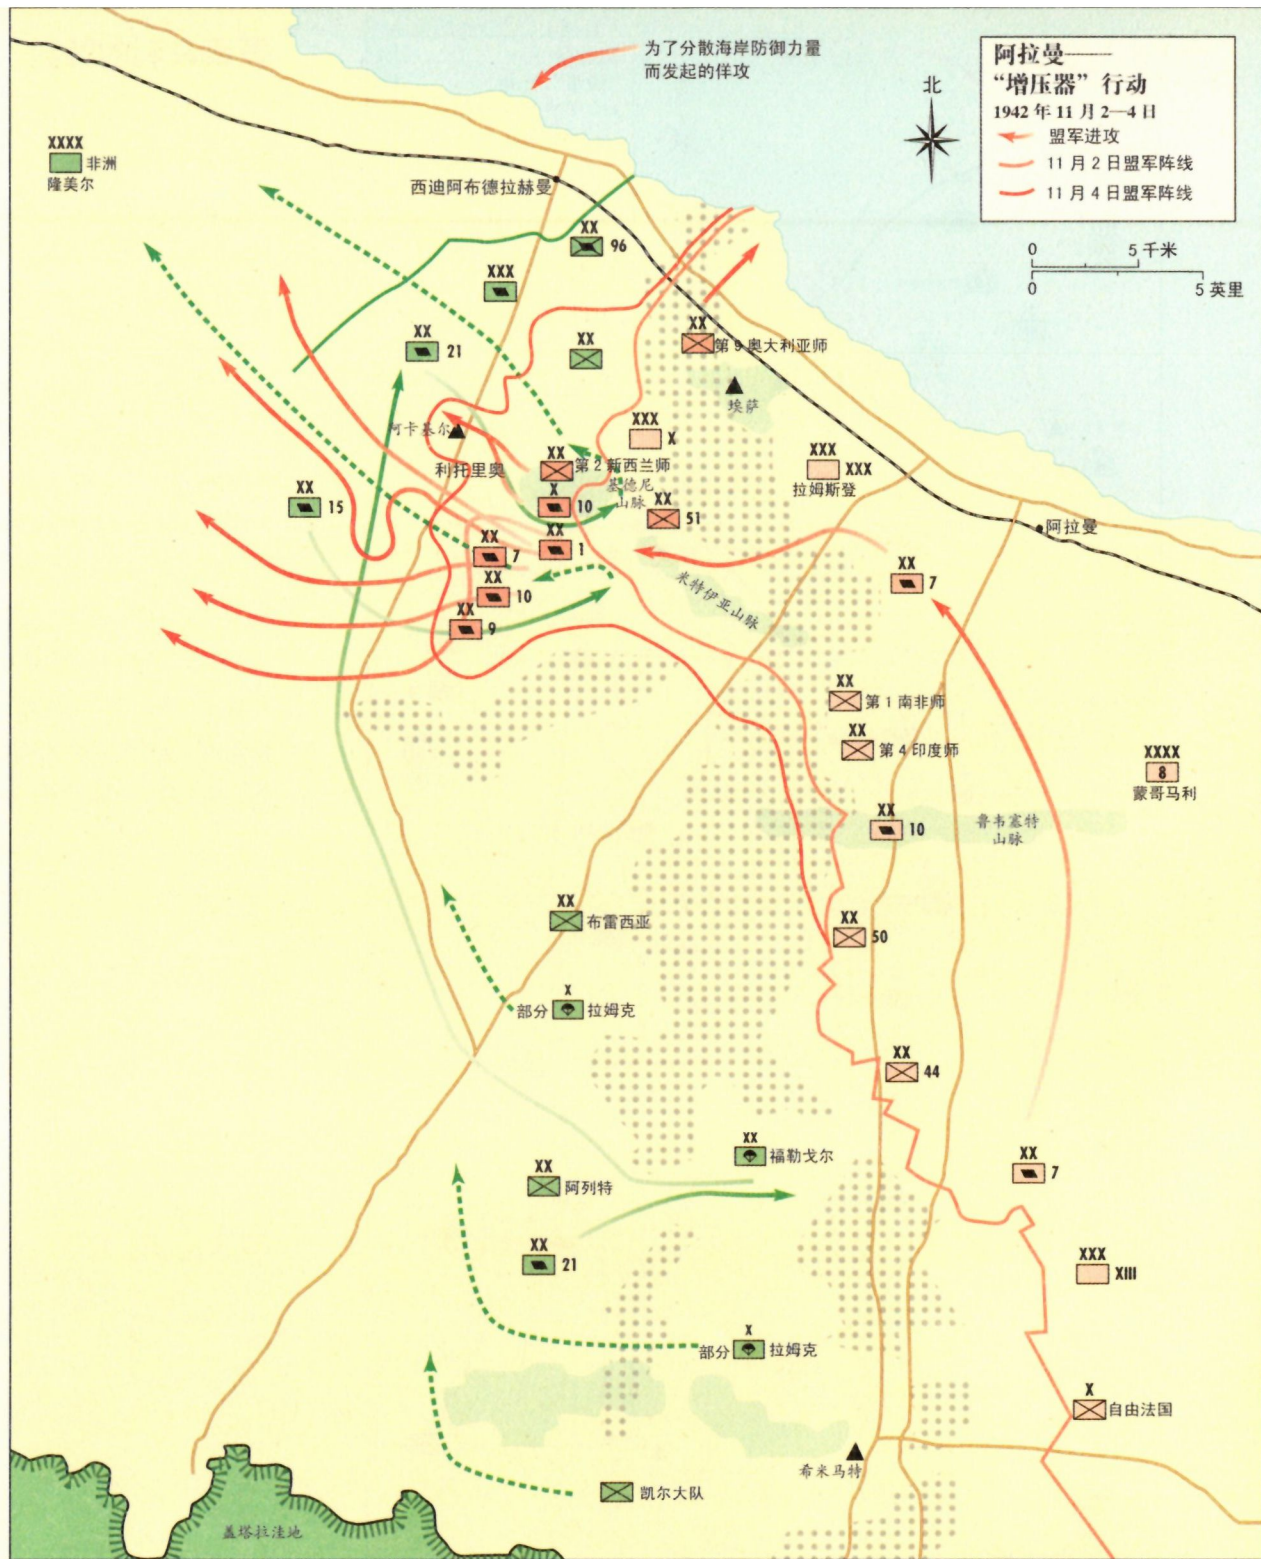 为了分散海岸防御力量
而发起的佯攻
阿拉曼——
“增压器”行动
1942年11月2—4日
盟军进攻
11月2日盟军阵线
11月4日盟军阵线
北
0 5千米
0 5英里
XXXX
非洲
隆美尔
西迪阿布德拉赫曼
XX
96
XXX
XX
21
XX
XX
第9奥大利亚师
埃萨
阿卡基尔
利托里奥
XXX
X
XX
第2新西兰师
基德尼
山脉
X
10
XX
51
XXX
XXX
拉姆斯登
阿拉曼
XX
15
XX
7
XX
1
XX
10
XX
9
米特伊亚山脉
XX
7
XX
第1南非师
XX
第4印度师
XXXX
8
蒙哥马利
XX
10
鲁韦塞特
山脉
XX
布雷西亚
XX
50
X
部分 拉姆克
XX
44
XX
福勒戈尔
XX
阿列特
XX
7
XX
21
XXX
XIII
X
部分 拉姆克
X
自由法国
希米马特
凯尔大队
盖塔拉洼地